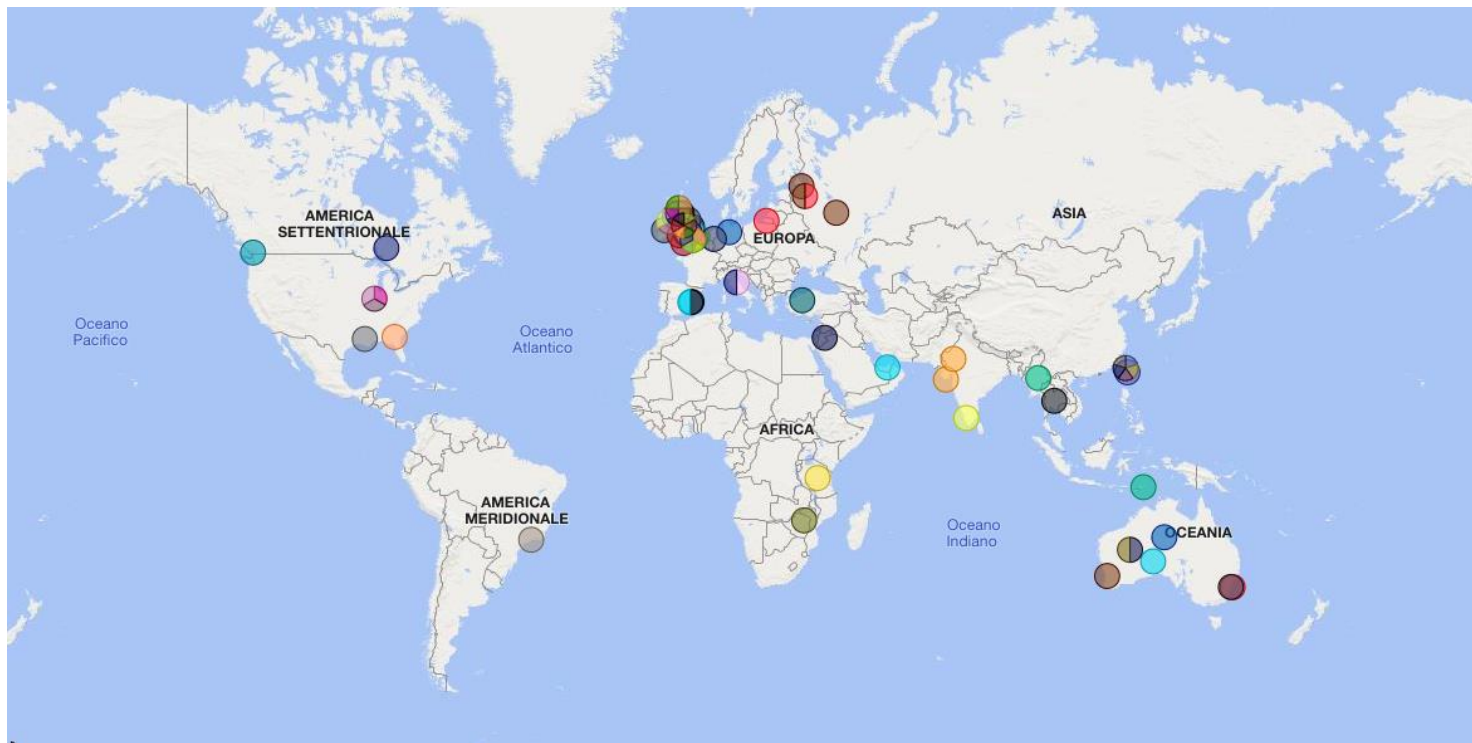 AMERICA
SETTENTRIONALE
ASIA
EUROPA
Oceano
Pacifico
Oceano
Atlantico
AFRICA
AMERICA
MERIDIONALE
Oceano
Indiano
OCEANIA